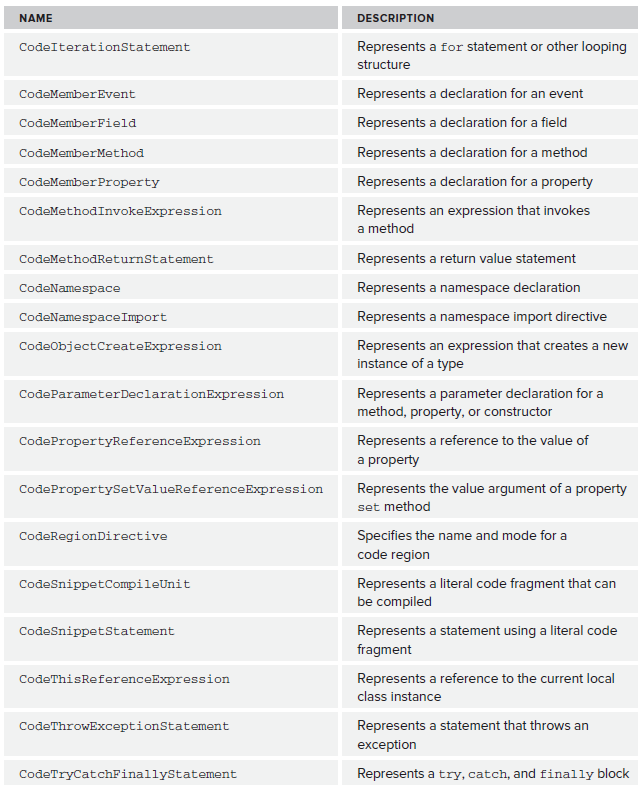 NAME DESCRIPTION
CodeIterationStatement Represents a for statement or other looping
structure
CodeMemberEvent Represents a declaration for an event
CodeMemberField Represents a declaration for a field
CodeMemberMethod Represents a declaration for a method
CodeMemberProperty Represents a declaration for a property
CodeMethodInvokeExpression Represents an expression that invokes
a method
CodeMethodReturnStatement Represents a return value statement
CodeNamespace Represents a namespace declaration
CodeNamespaceImport Represents a namespace import directive
CodeObjectCreateExpression Represents an expression that creates a new
instance of a type
CodeParameterDeclarationExpression Represents a parameter declaration for a
method, property, or constructor
CodePropertyReferenceExpression Represents a reference to the value of
a property
CodePropertySetValueReferenceExpression Represents the value argument of a property
set method
CodeRegionDirective Specifies the name and mode for a
code region
CodeSnippetCompileUnit Represents a literal code fragment that can
be compiled
CodeSnippetStatement Represents a statement using a literal code
fragment
CodeThisReferenceExpression Represents a reference to the current local
class instance
CodeThrowExceptionStatement Represents a statement that throws an
exception
CodeTryCatchFinallyStatement Represents a try, catch, and finally block